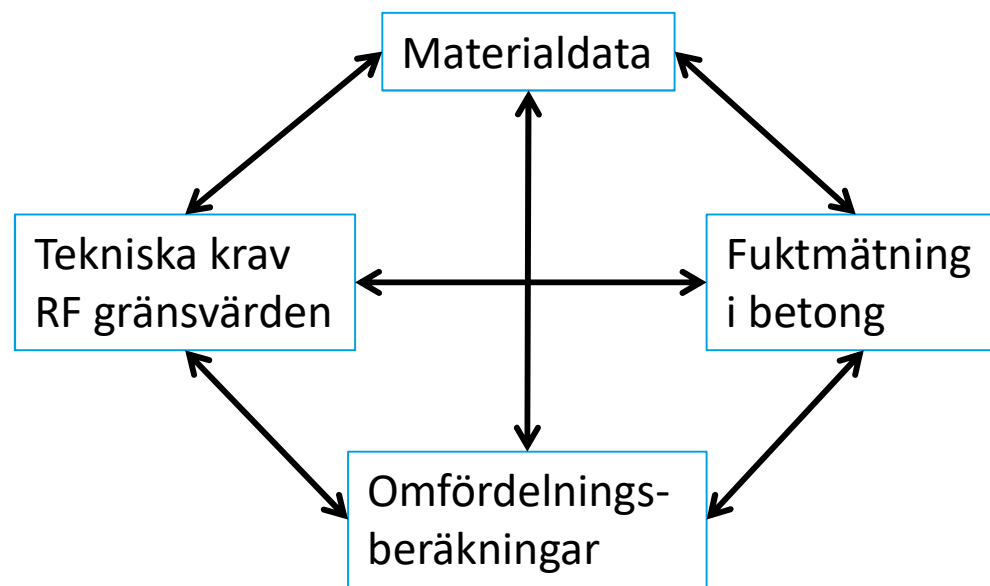 Materialdata
Tekniska krav
RF gränsvärden
Fuktmätning
i betong
Omfördelnings-
beräkningar